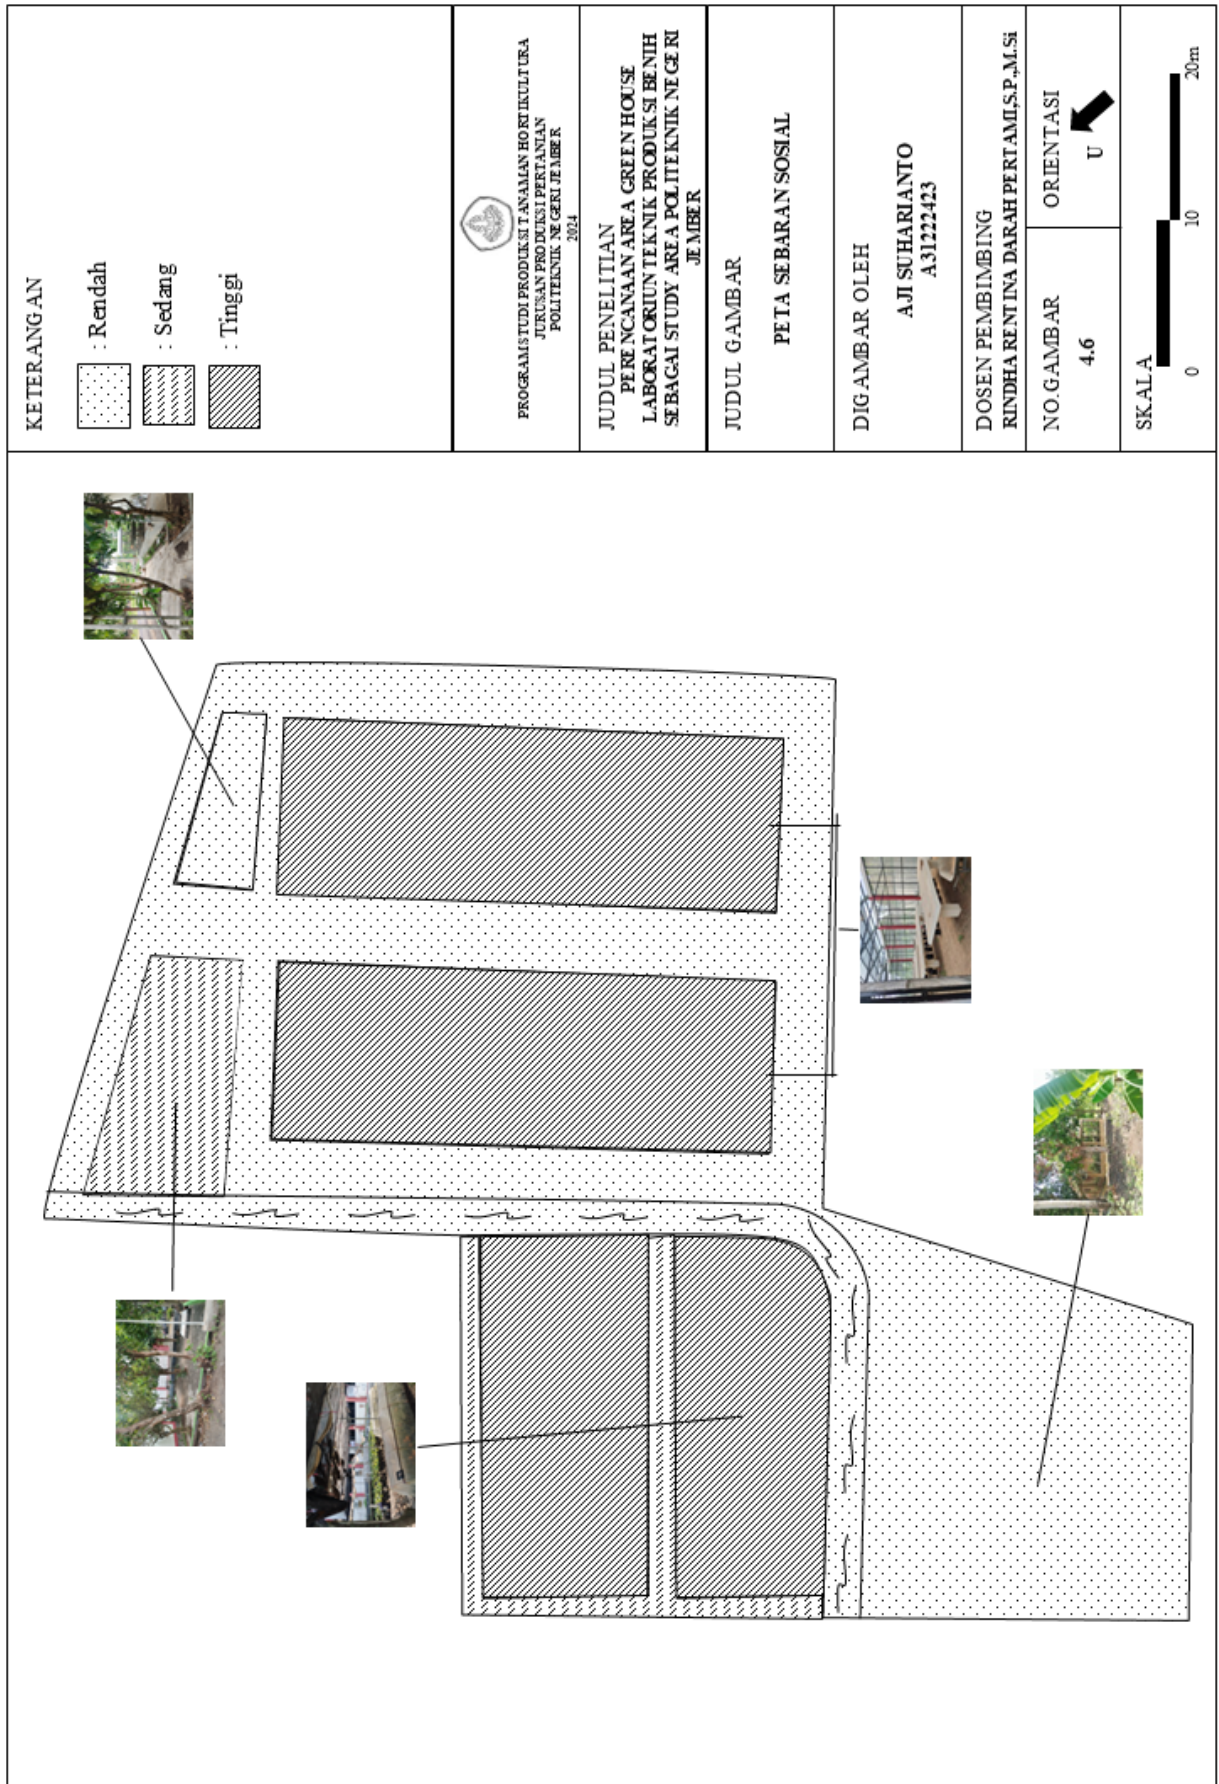 KETERANGAN
: Rendah
: Sedang
: Tinggi
PROGRAM STUDI PRODUKSI TANAMAN HORTIKULTURA
JURUSAN PRODUKSI PERTANIAN
POLITEKNIK NEGERI JEMBER
2024
JUDUL PENELITIAN
PERENCANAAN AREA GREEN HOUSE
LABORATORIUN TEKNIK PRODUKSI BENIH
SEBAGAI STUDY AREA POLITEKNIK NEGERI
JEMBER
JUDUL GAMBAR
PETA SEBARAN SOSIAL
DIGAMBAR OLEH
AJI SUHARIANTO
A31222423
DOSEN PEMBIMBING
RINDHA RENTINA DARAH PERTAMI,S.P.,M.Si
NO.GAMBAR
4.6
ORIENTASI
U
SKALA
0 10 20m